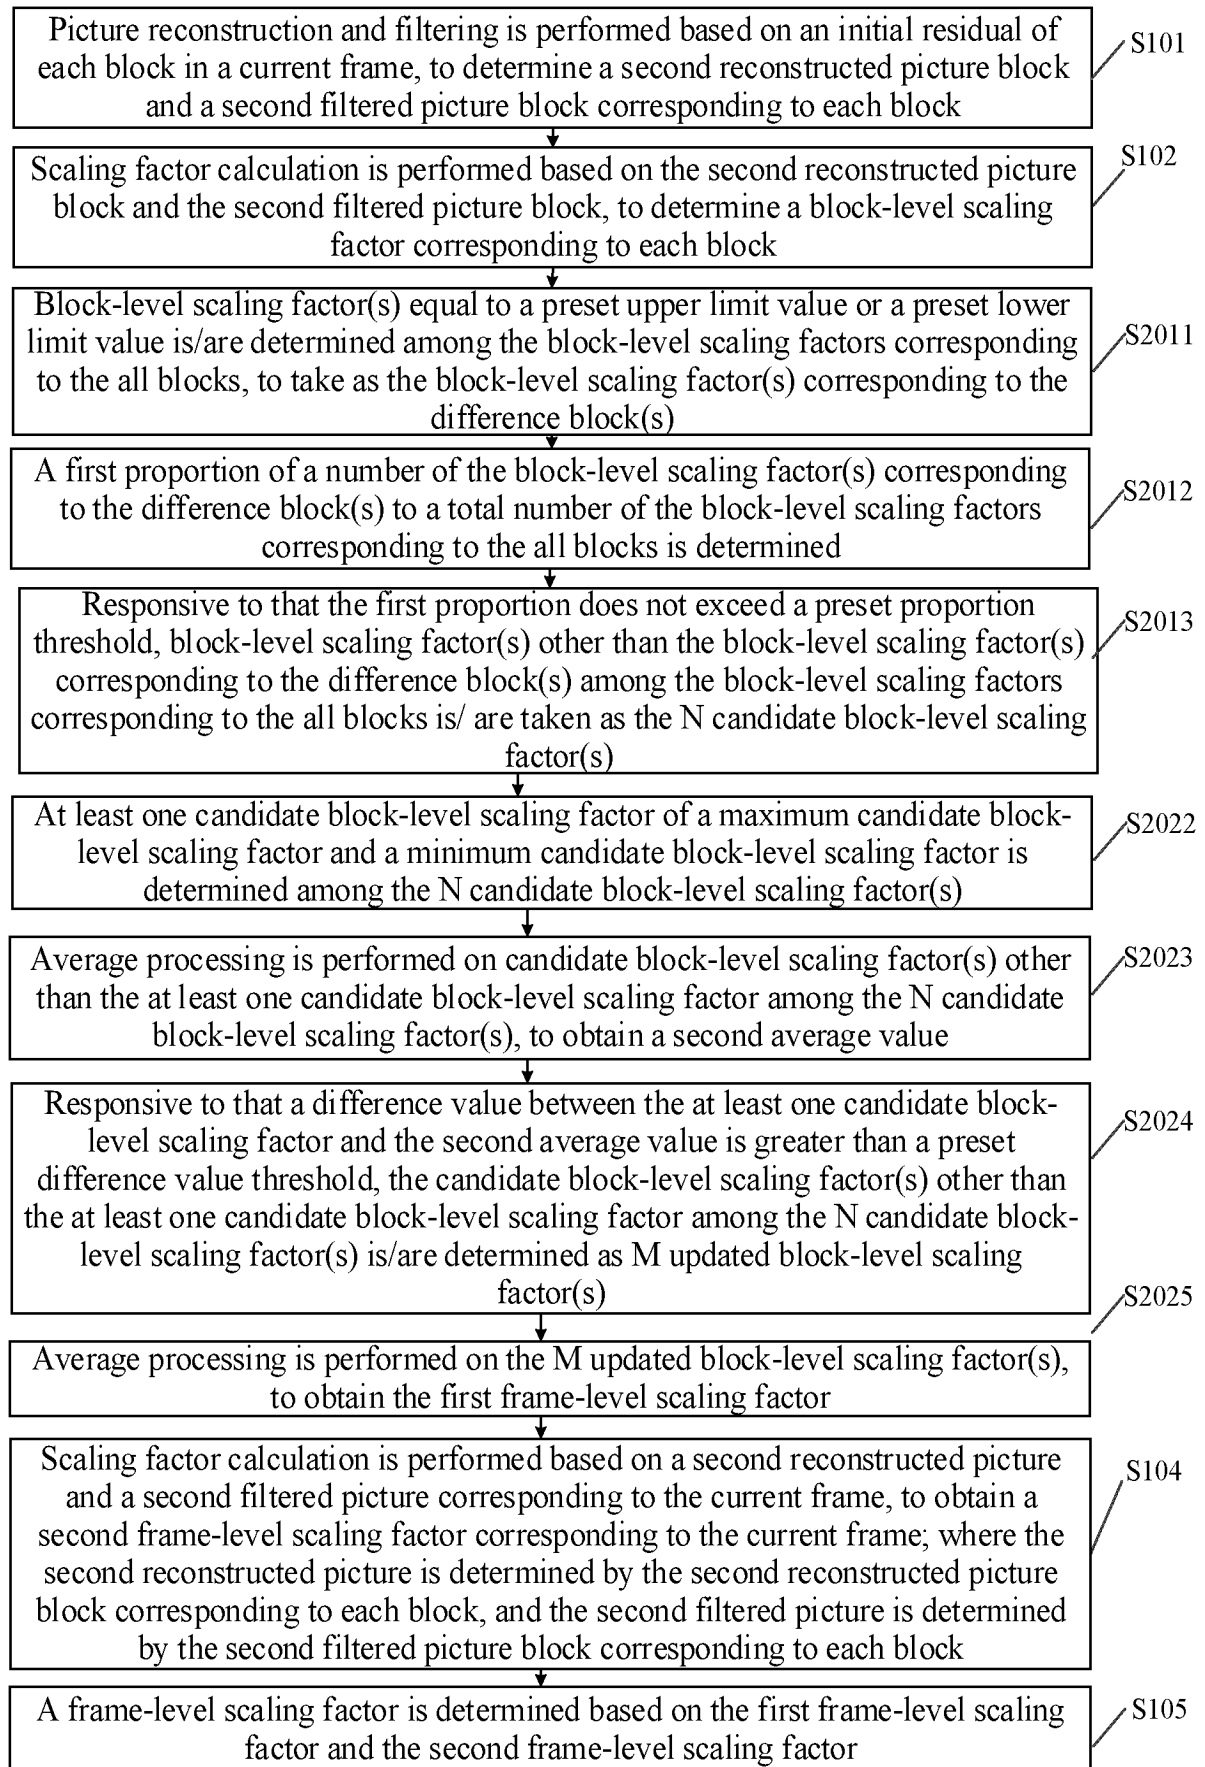 Picture reconstruction and filtering is performed based on an initial residual of
each block in a current frame, to determine a second reconstructed picture block
and a second filtered picture block corresponding to each block
S101
Scaling factor calculation is performed based on the second reconstructed picture
block and the second filtered picture block, to determine a block-level scaling
factor corresponding to each block
S102
Block-level scaling factor(s) equal to a preset upper limit value or a preset lower
limit value is/are determined among the block-level scaling factors corresponding
to the all blocks, to take as the block-level scaling factor(s) corresponding to the
difference block(s)
S2011
A first proportion of a number of the block-level scaling factor(s) corresponding
to the difference block(s) to a total number of the block-level scaling factors
corresponding to the all blocks is determined
S2012
Responsive to that the first proportion does not exceed a preset proportion
threshold, block-level scaling factor(s) other than the block-level scaling factor(s)
corresponding to the difference block(s) among the block-level scaling factors
corresponding to the all blocks is/ are taken as the N candidate block-level scaling
factor(s)
S2013
At least one candidate block-level scaling factor of a maximum candidate block-
level scaling factor and a minimum candidate block-level scaling factor is
determined among the N candidate block-level scaling factor(s)
S2022
Average processing is performed on candidate block-level scaling factor(s) other
than the at least one candidate block-level scaling factor among the N candidate
block-level scaling factor(s), to obtain a second average value
S2023
Responsive to that a difference value between the at least one candidate block-
level scaling factor and the second average value is greater than a preset
difference value threshold, the candidate block-level scaling factor(s) other than
the at least one candidate block-level scaling factor among the N candidate block-
level scaling factor(s) is/are determined as M updated block-level scaling
factor(s)
S2024
Average processing is performed on the M updated block-level scaling factor(s),
to obtain the first frame-level scaling factor
S2025
Scaling factor calculation is performed based on a second reconstructed picture
and a second filtered picture corresponding to the current frame, to obtain a
second frame-level scaling factor corresponding to the current frame; where the
second reconstructed picture is determined by the second reconstructed picture
block corresponding to each block, and the second filtered picture is determined
by the second filtered picture block corresponding to each block
S104
A frame-level scaling factor is determined based on the first frame-level scaling
factor and the second frame-level scaling factor
S105